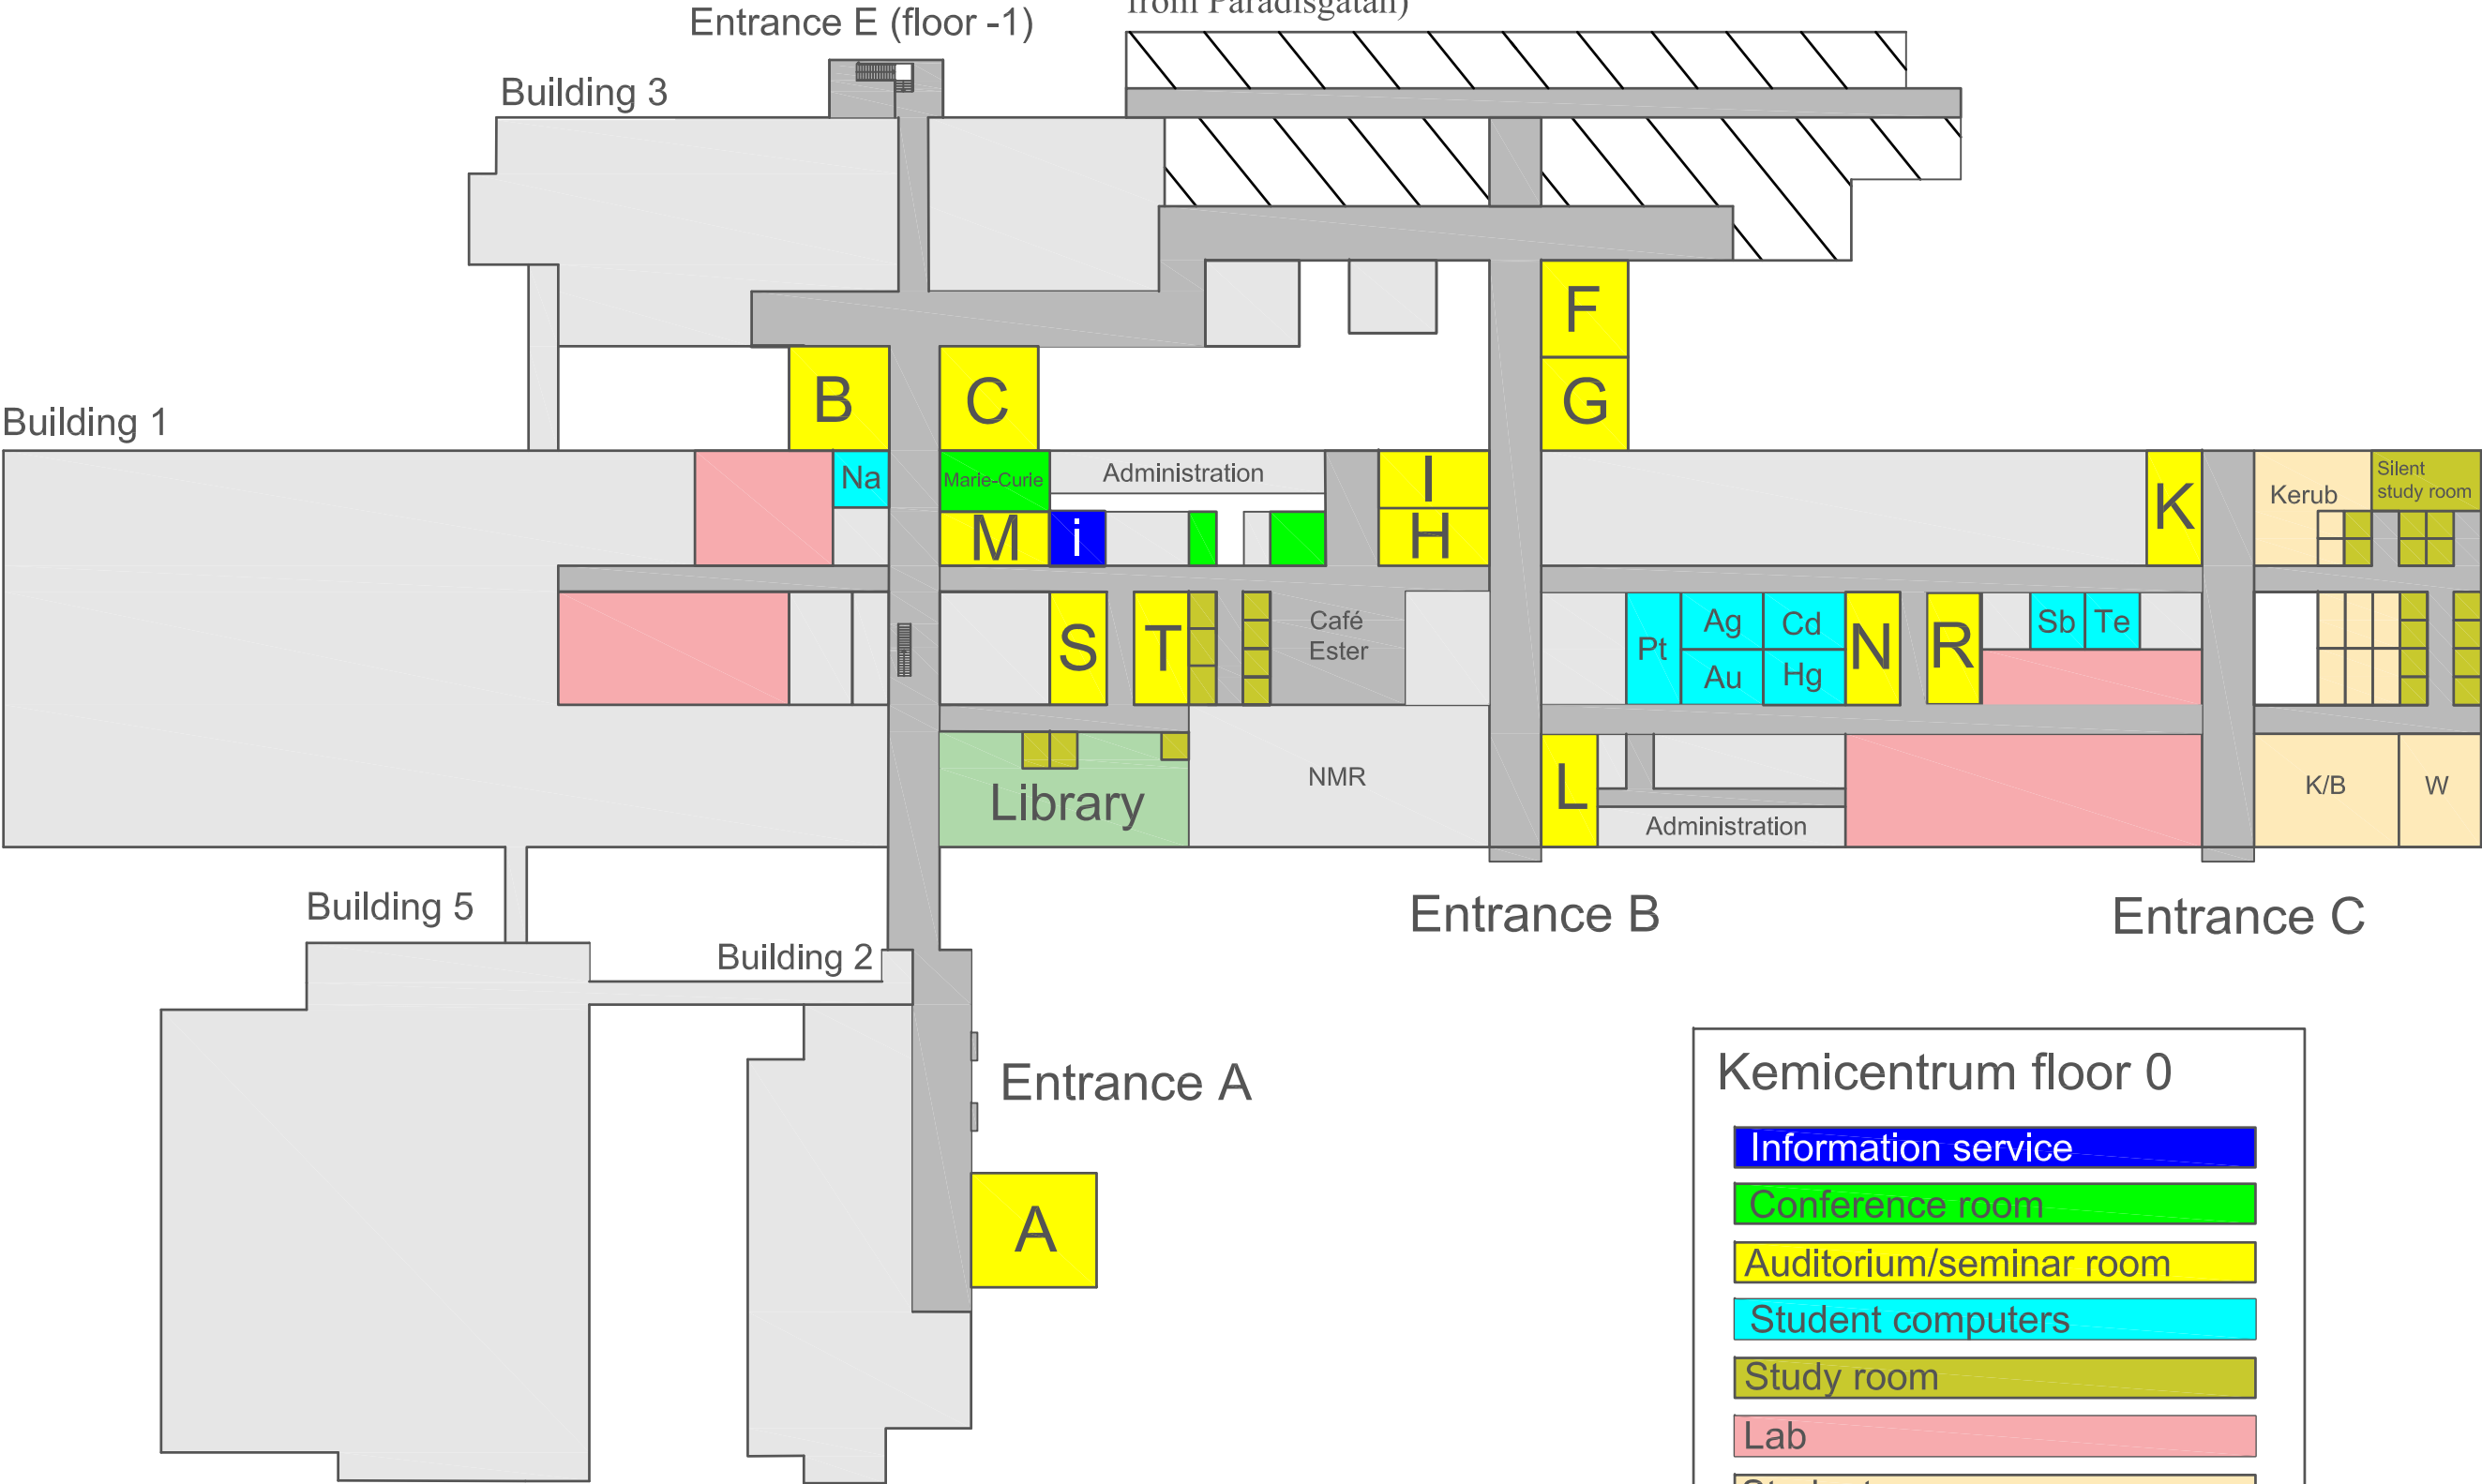 from Paradisgatan)
Entrance E (floor -1)
Building 3
F
B
C
G
Building 1
Na
Marie-Curie
Administration
I
K
Kerub
Silent
study room
M
i
H
S
T
Café
Ester
Pt
Ag
Cd
Au
Hg
N
R
Sb
Te
Library
NMR
L
Administration
K/B
W
Building 5
Entrance B
Entrance C
Building 2
Entrance A
A
Kemicentrum floor 0
Information service
Conference room
Auditorium/seminar room
Student computers
Study room
Lab